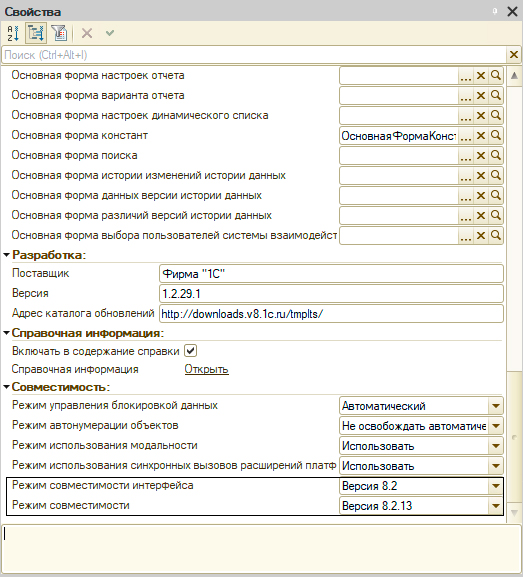 Свойства
Поиск (Ctrl+Alt+I)
Основная форма настроек отчета
Основная форма варианта отчета
Основная форма настроек динамического списка
Основная форма констант ОсновнаяФормаКонст
Основная форма поиска
Основная форма истории изменений истории данных
Основная форма данных версии истории данных
Основная форма различий версий истории данных
Основная форма выбора пользователей системы взаимодейст
Разработка:
Поставщик Фирма "1С"
Версия 1.2.29.1
Адрес каталога обновлений http://downloads.v8.1c.ru/tmplts/
Справочная информация:
Включать в содержание справки
Справочная информация Открыть
Совместимость:
Режим управления блокировкой данных Автоматический
Режим автонумерации объектов Не освобождать автоматиче
Режим использования модальности Использовать
Режим использования синхронных вызовов расширений платф Использовать
Режим совместимости интерфейса Версия 8.2
Режим совместимости Версия 8.2.13